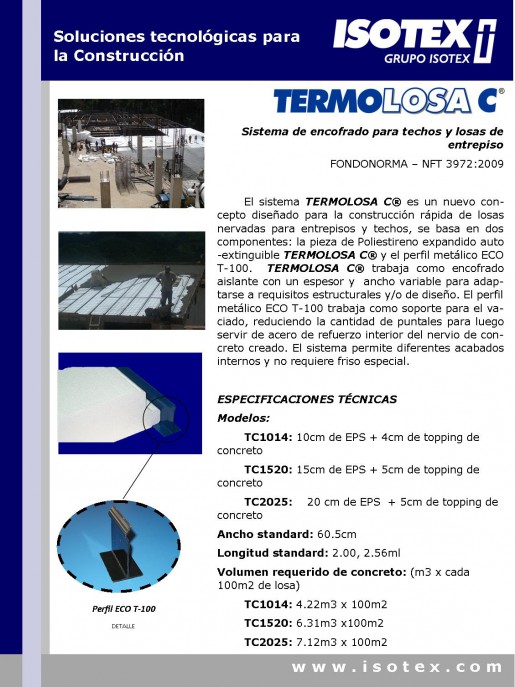 Soluciones tecnológicas para
la Construcción
ISOTEX
GRUPO ISOTEX
TERMOLOSA C®
Sistema de encofrado para techos y losas de
entrepiso
FONDONORMA – NFT 3972:2009
El sistema TERMOLOSA C® es un nuevo con-
cepto diseñado para la construcción rápida de losas
nervadas para entrepisos y techos, se basa en dos
componentes: la pieza de Poliestireno expandido auto
-extinguible TERMOLOSA C® y el perfil metálico ECO
T-100. TERMOLOSA C® trabaja como encofrado
aislante con un espesor y ancho variable para adap-
tarse a requisitos estructurales y/o de diseño. El perfil
metálico ECO T-100 trabaja como soporte para el va-
ciado, reduciendo la cantidad de puntales para luego
servir de acero de refuerzo interior del nervio de con-
creto creado. El sistema permite diferentes acabados
internos y no requiere friso especial.
ESPECIFICACIONES TÉCNICAS
Modelos:
TC1014: 10cm de EPS + 4cm de topping de
concreto
TC1520: 15cm de EPS + 5cm de topping de
concreto
TC2025: 20 cm de EPS + 5cm de topping de
concreto
Ancho standard: 60.5cm
Longitud standard: 2.00, 2.56ml
Volumen requerido de concreto: (m3 x cada
100m2 de losa)
TC1014: 4.22m3 x 100m2
TC1520: 6.31m3 x100m2
TC2025: 7.12m3 x 100m2
Perfil ECO T-100
DETALLE
www.isotex.com